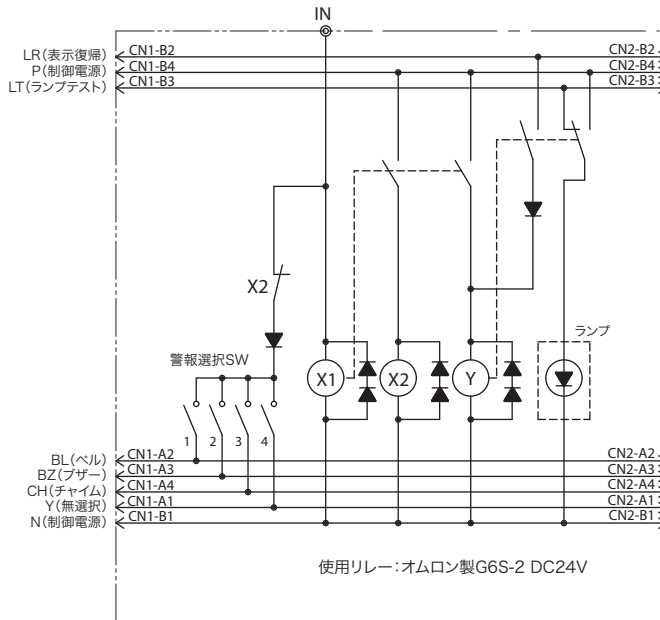 IN
LR(表示復帰) CN1-B2 CN2-B2
P(制御電源) CN1-B4 CN2-B4
LT(ランプテスト) CN1-B3 CN2-B3
X2
ランプ
警報選択SW
X1 X2 Y
1 2 3 4
BL(ベル) CN1-A2 CN2-A2
BZ(ブザー) CN1-A3 CN2-A3
CH(チャイム) CN1-A4 CN2-A4
Y(無選択) CN1-A1 CN2-A1
N(制御電源) CN1-B1 CN2-B1
使用リレー:オムロン製G6S-2 DC24V